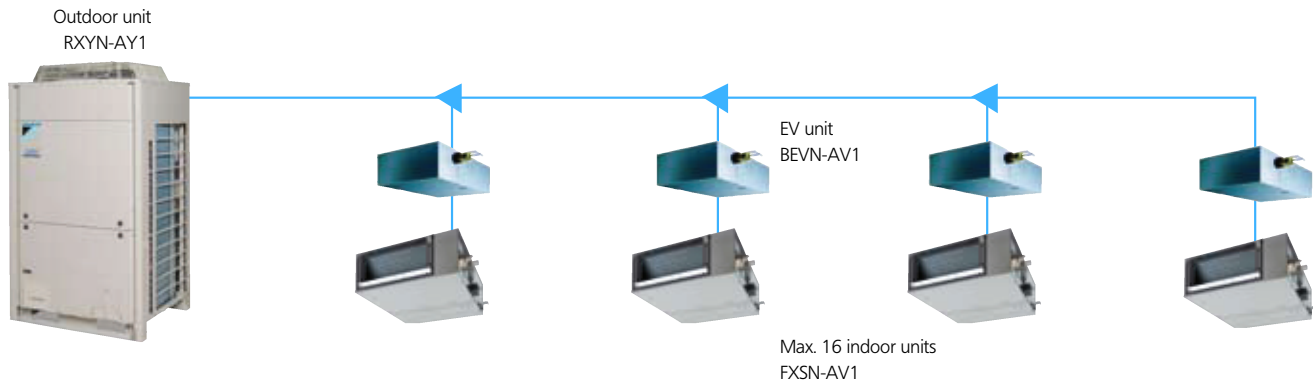 Outdoor unit
RXYN-AY1
EV unit
BEVN-AV1
Max. 16 indoor units
FXSN-AV1